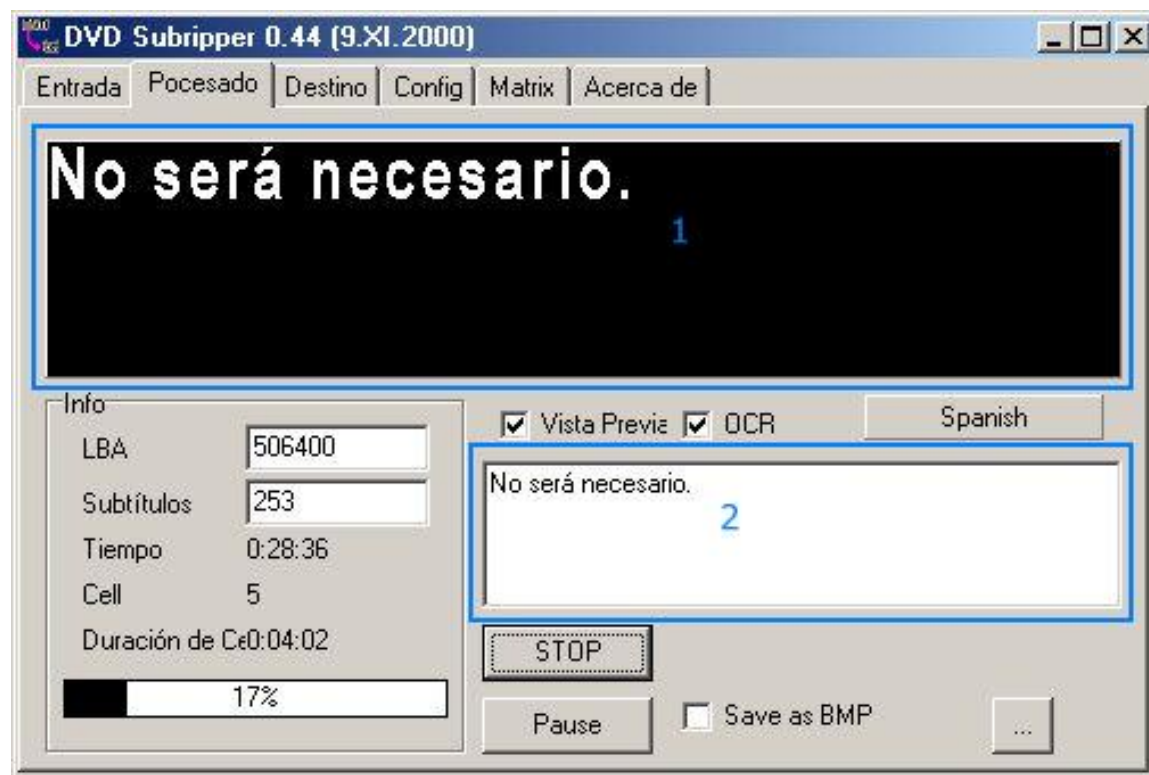 DVD Subripper 0.44 (9.XI.2000)
Entrada Pocesado Destino Config Matrix Acerca de
No será necesario.
1
Info
LBA 506400
Subtítulos 253
Tiempo 0:28:36
Cell 5
Duración de Ce0:04:02
17%
Vista Previe OCR Spanish
No será necesario.
2
STOP
Pause Save as BMP ...